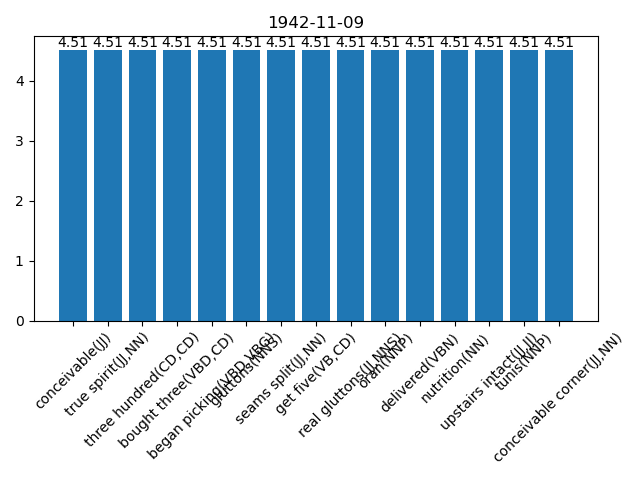 1942-11-09
4.51 4.51 4.51 4.51 4.51 4.51 4.51 4.51 4.51 4.51 4.51 4.51 4.51 4.51 4.51
4
3
2
1
0
conceivable(JJ)
true spirit(JJ,NN)
three hundred(CD,CD)
bought three(VBD,CD)
began picking(VBD,VBG)
gluttons(NNS)
seams split(JJ,NN)
get five(VB,CD)
real gluttons(JJ,NNS)
oran(NNP)
delivered(VBN)
nutrition(NN)
upstairs intact(JJ,JJ)
tunis(NNP)
conceivable corner(JJ,NN)